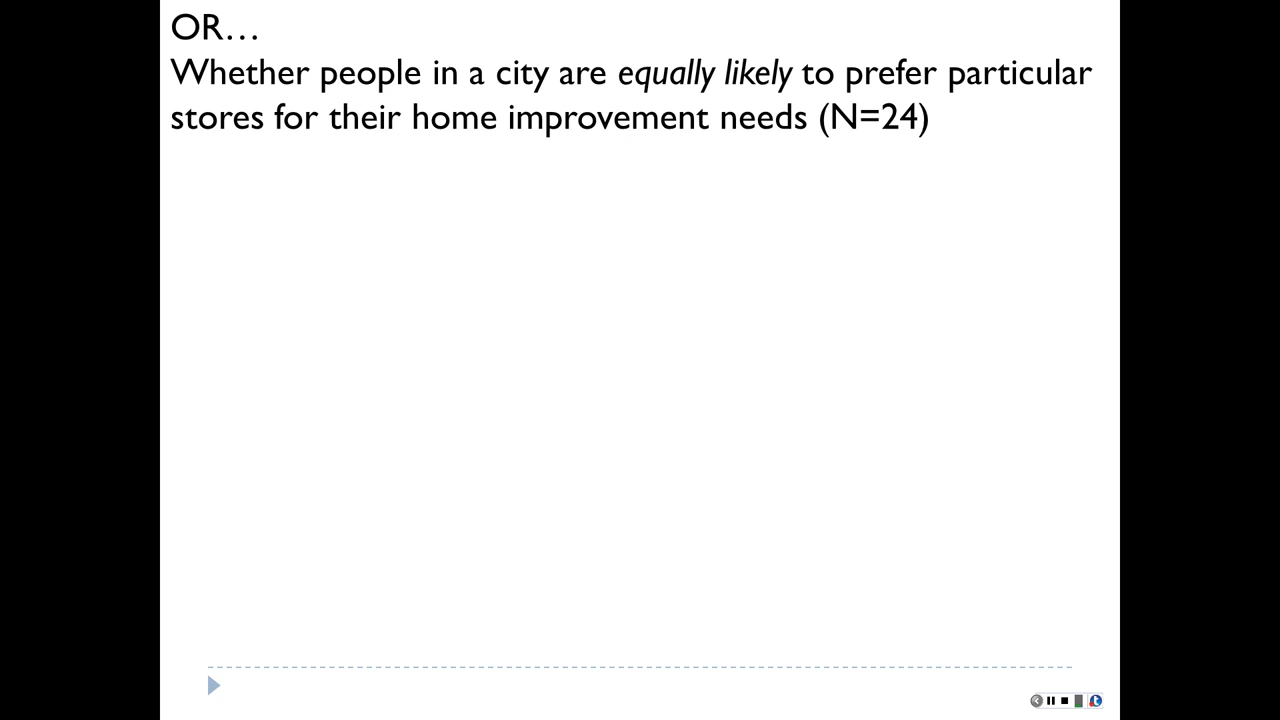 OR…
Whether people in a city are equally likely to prefer particular
stores for their home improvement needs (N=24)